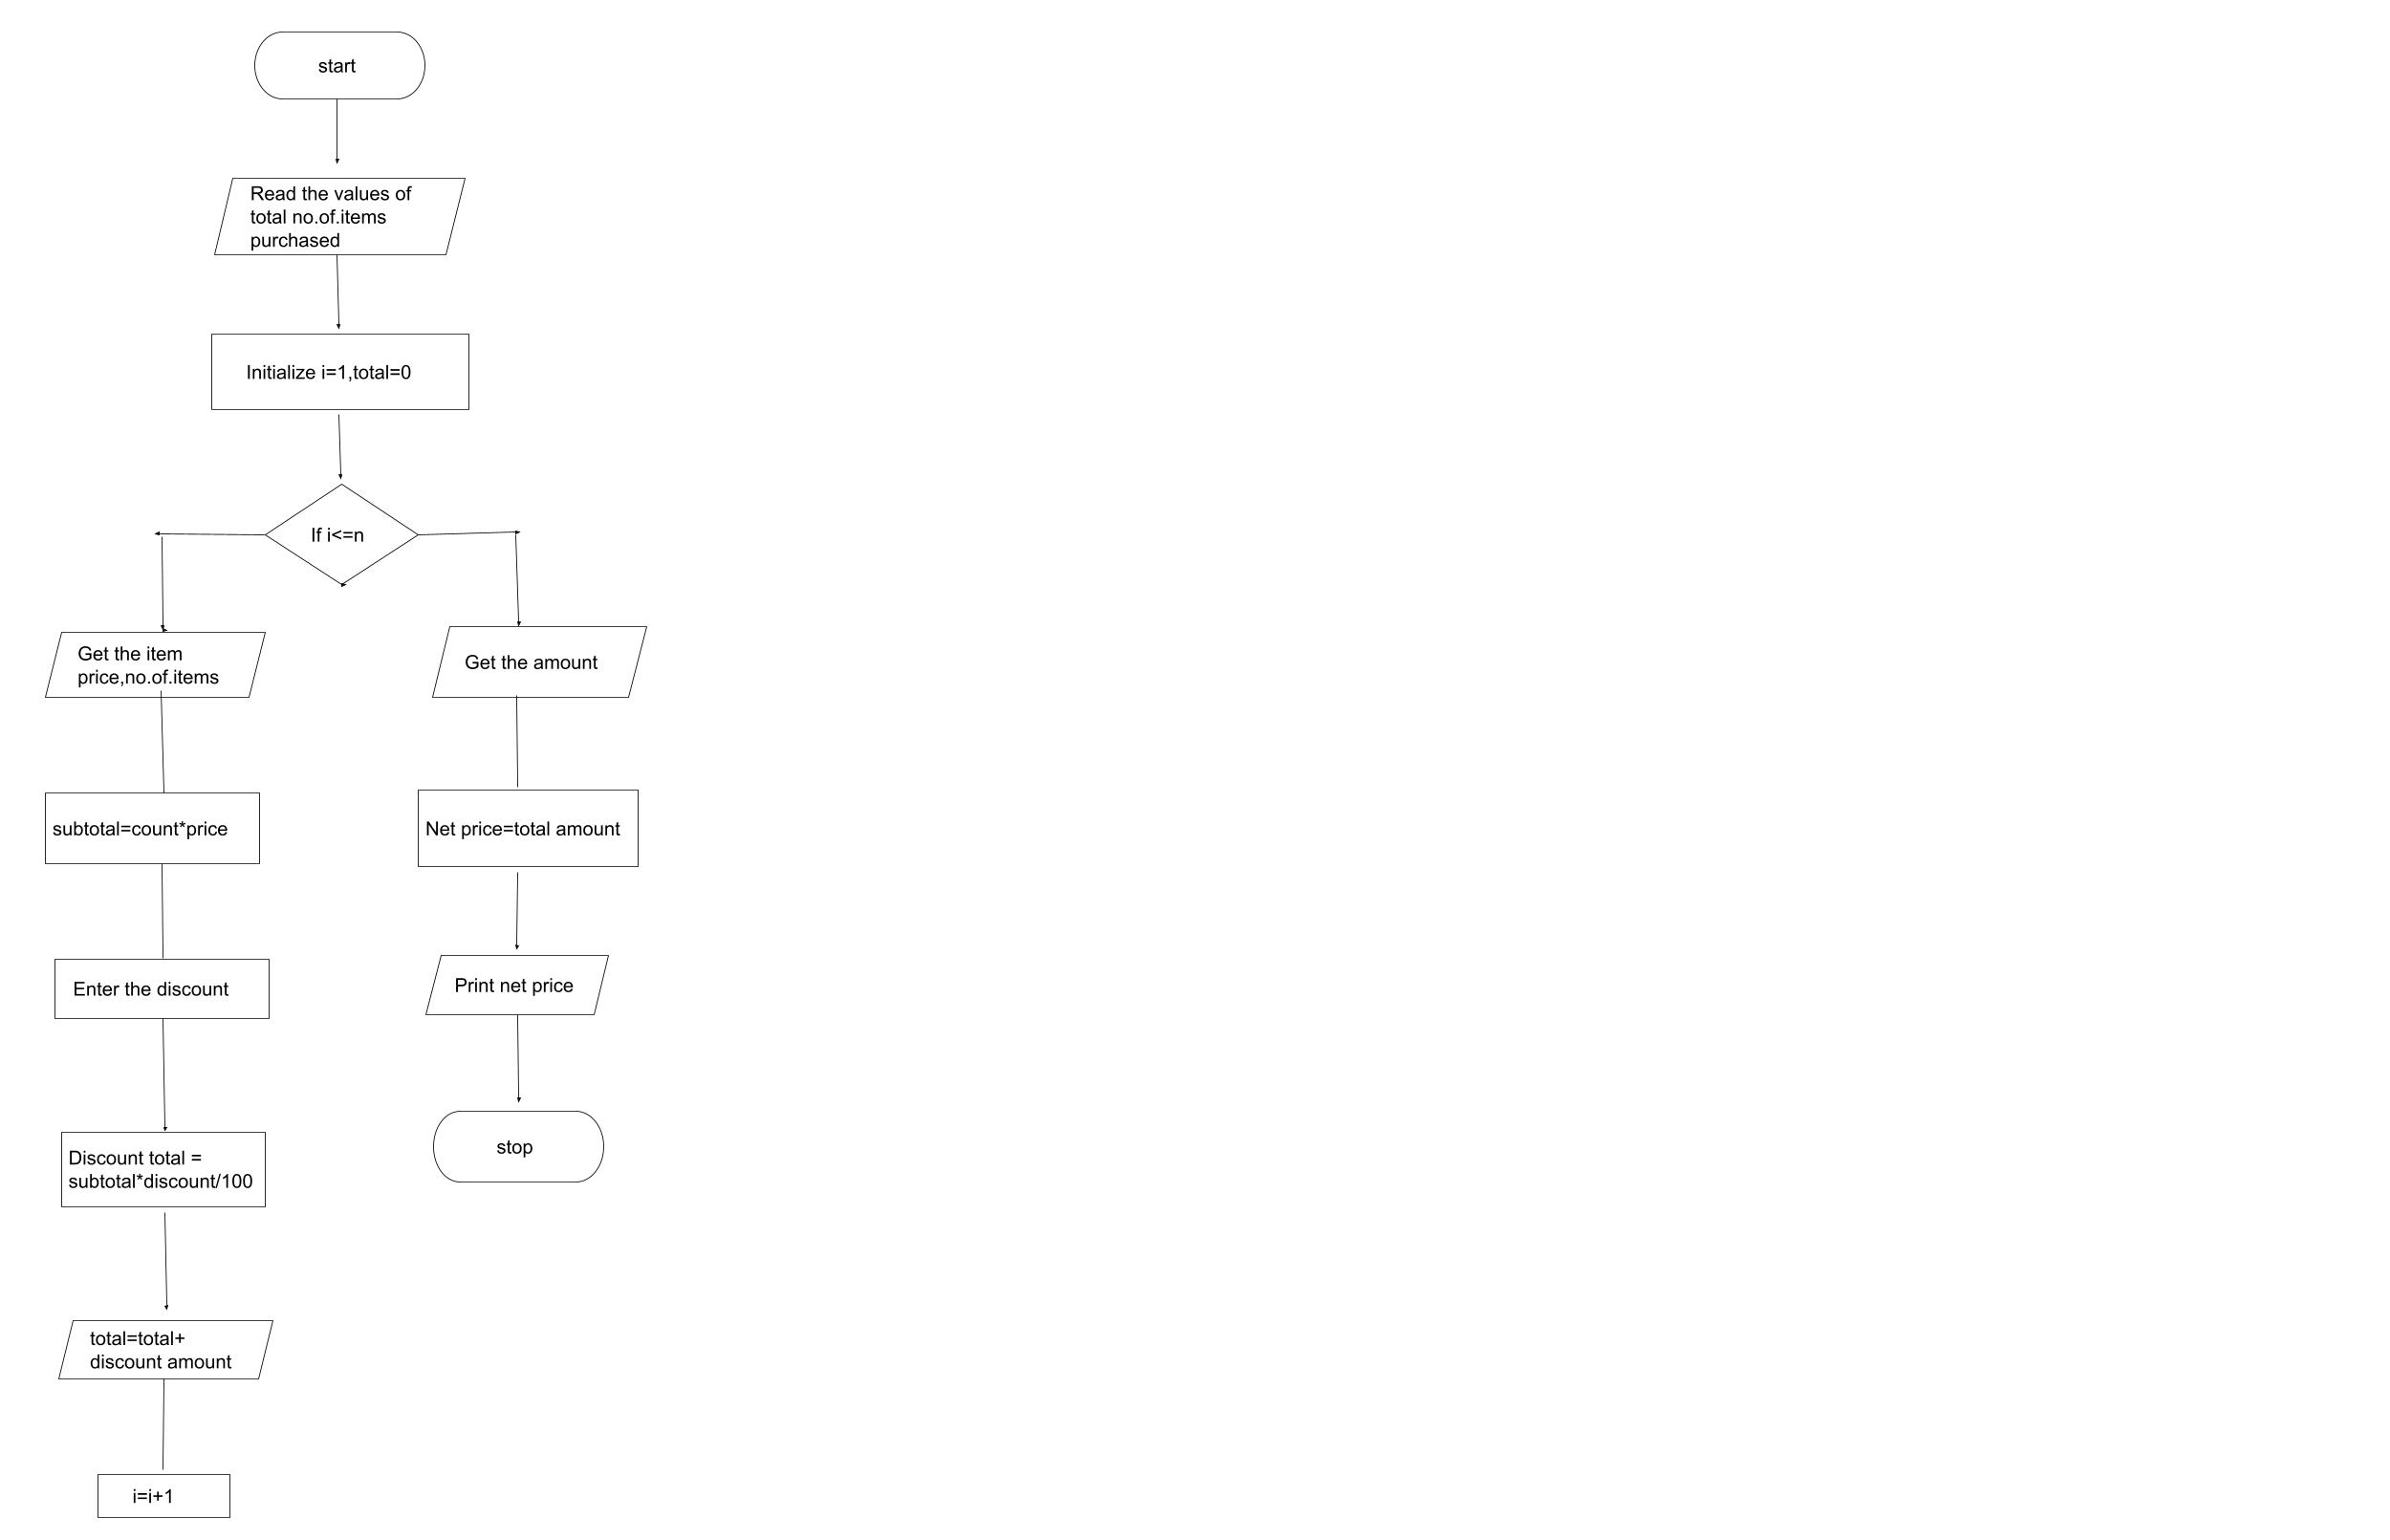 start
Read the values of
total no.of.items
purchased
Initialize i=1,total=0
If i<=n
Get the item
price,no.of.items
subtotal=count*price
Enter the discount
Discount total =
subtotal*discount/100
total=total+
discount amount
i=i+1
Get the amount
Net price=total amount
Print net price
stop